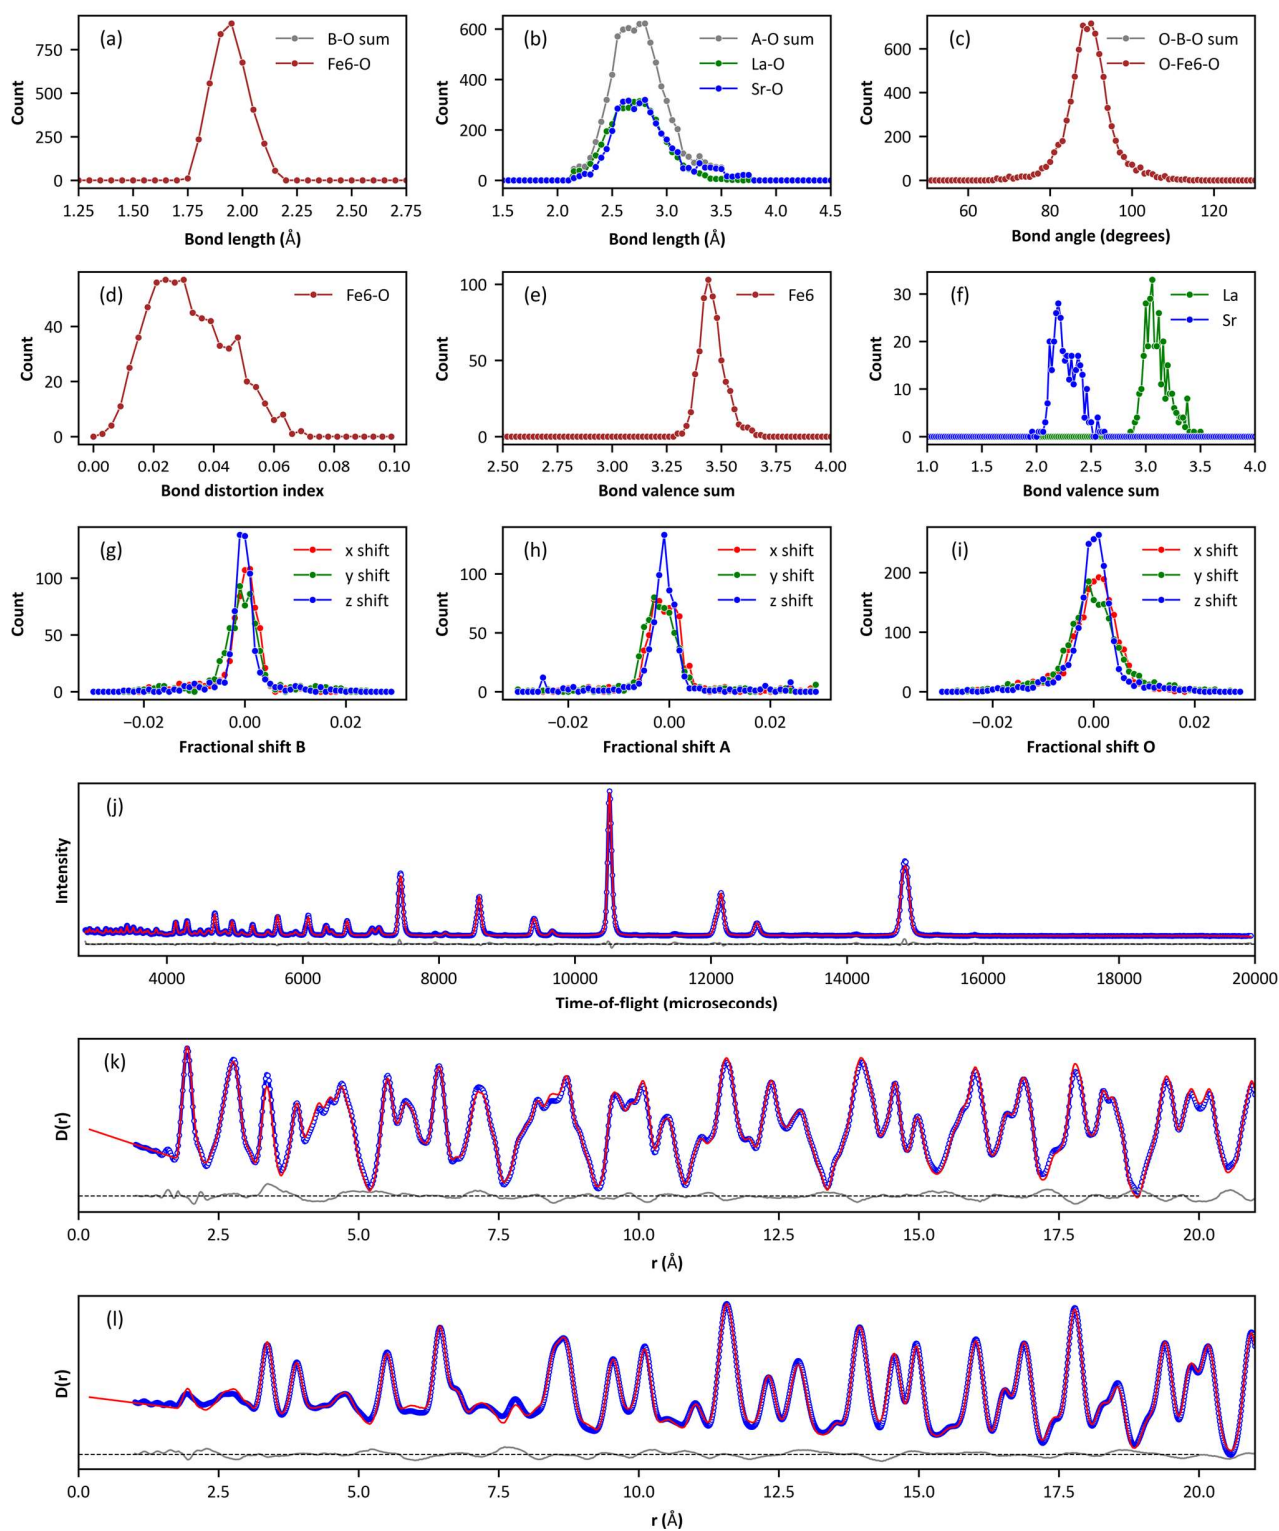 (a)
B-O sum
Fe6-O
Count
750
500
250
0
1.25 1.50 1.75 2.00 2.25 2.50 2.75
Bond length (Å)
(b)
A-O sum
La-O
Sr-O
Count
600
400
200
0
1.5 2.0 2.5 3.0 3.5 4.0 4.5
Bond length (Å)
(c)
O-B-O sum
O-Fe6-O
Count
600
400
200
0
60 80 100 120
Bond angle (degrees)
(d)
Fe6-O
Count
40
20
0
0.00 0.02 0.04 0.06 0.08 0.10
Bond distortion index
(e)
Fe6
Count
100
50
0
2.50 2.75 3.00 3.25 3.50 3.75 4.00
Bond valence sum
(f)
La
Sr
Count
30
20
10
0
1.0 1.5 2.0 2.5 3.0 3.5 4.0
Bond valence sum
(g)
x shift
y shift
z shift
Count
100
50
0
−0.02 0.00 0.02
Fractional shift B
(h)
x shift
y shift
z shift
Count
100
50
0
−0.02 0.00 0.02
Fractional shift A
(i)
x shift
y shift
z shift
Count
200
100
0
−0.02 0.00 0.02
Fractional shift O
(j)
Intensity
4000 6000 8000 10000 12000 14000 16000 18000 20000
Time-of-flight (microseconds)
(k)
D(r)
0.0 2.5 5.0 7.5 10.0 12.5 15.0 17.5 20.0
r (Å)
(l)
D(r)
0.0 2.5 5.0 7.5 10.0 12.5 15.0 17.5 20.0
r (Å)